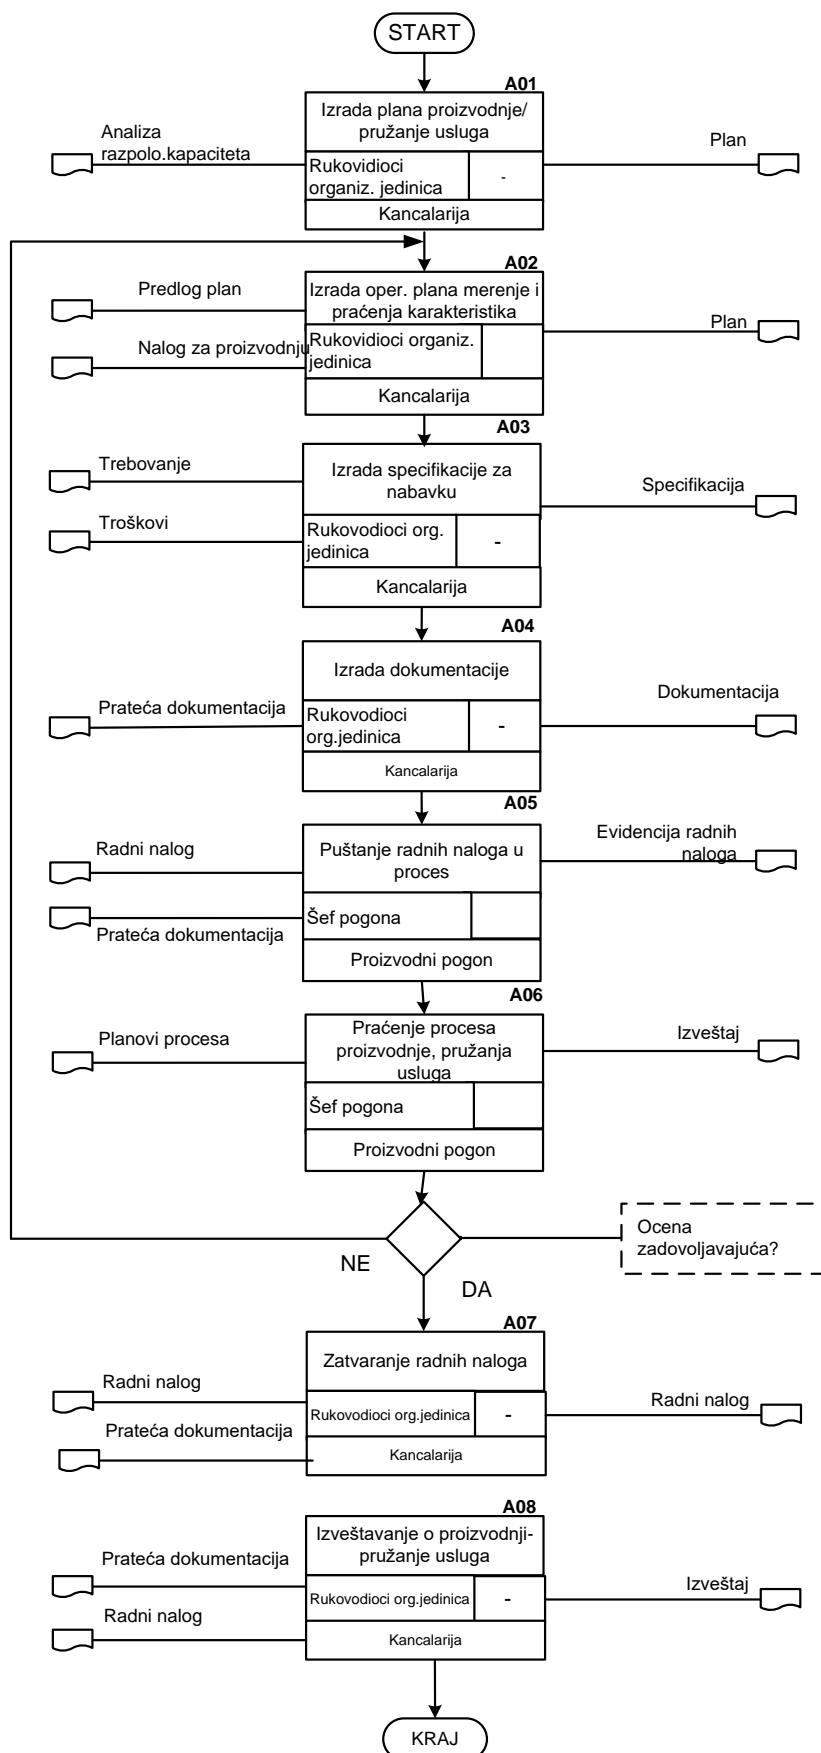 START
A01
Izrada plana proizvodnje/
pružanje usluga
Analiza
razpolo.kapaciteta
Plan
Rukovidioci
organiz. jedinica
-
Kancalarija
A02
Predlog plan
Izrada oper. plana merenje i
praćenja karakteristika
Plan
Nalog za proizvodnju
Rukovidioci organiz.
jedinica
Kancalarija
A03
Trebovanje
Izrada specifikacije za
nabavku
Specifikacija
Troškovi
Rukovodioci org.
jedinica
-
Kancalarija
A04
Izrada dokumentacije
Prateća dokumentacija
Dokumentacija
Rukovodioci
org.jedinica
-
Kancalarija
A05
Radni nalog
Puštanje radnih naloga u
proces
Evidencija radnih
naloga
Prateća dokumentacija
Šef pogona
Proizvodni pogon
A06
Planovi procesa
Praćenje procesa
proizvodnje, pružanja
usluga
Izveštaj
Šef pogona
Proizvodni pogon
Ocena
zadovoljavajuća?
NE
DA
A07
Zatvaranje radnih naloga
Radni nalog
Rukovodioci org.jedinica
-
Radni nalog
Prateća dokumentacija
Kancalarija
A08
Izveštavanje o proizvodnji-
pružanje usluga
Prateća dokumentacija
Rukovodioci org.jedinica
-
Izveštaj
Radni nalog
Kancalarija
KRAJ